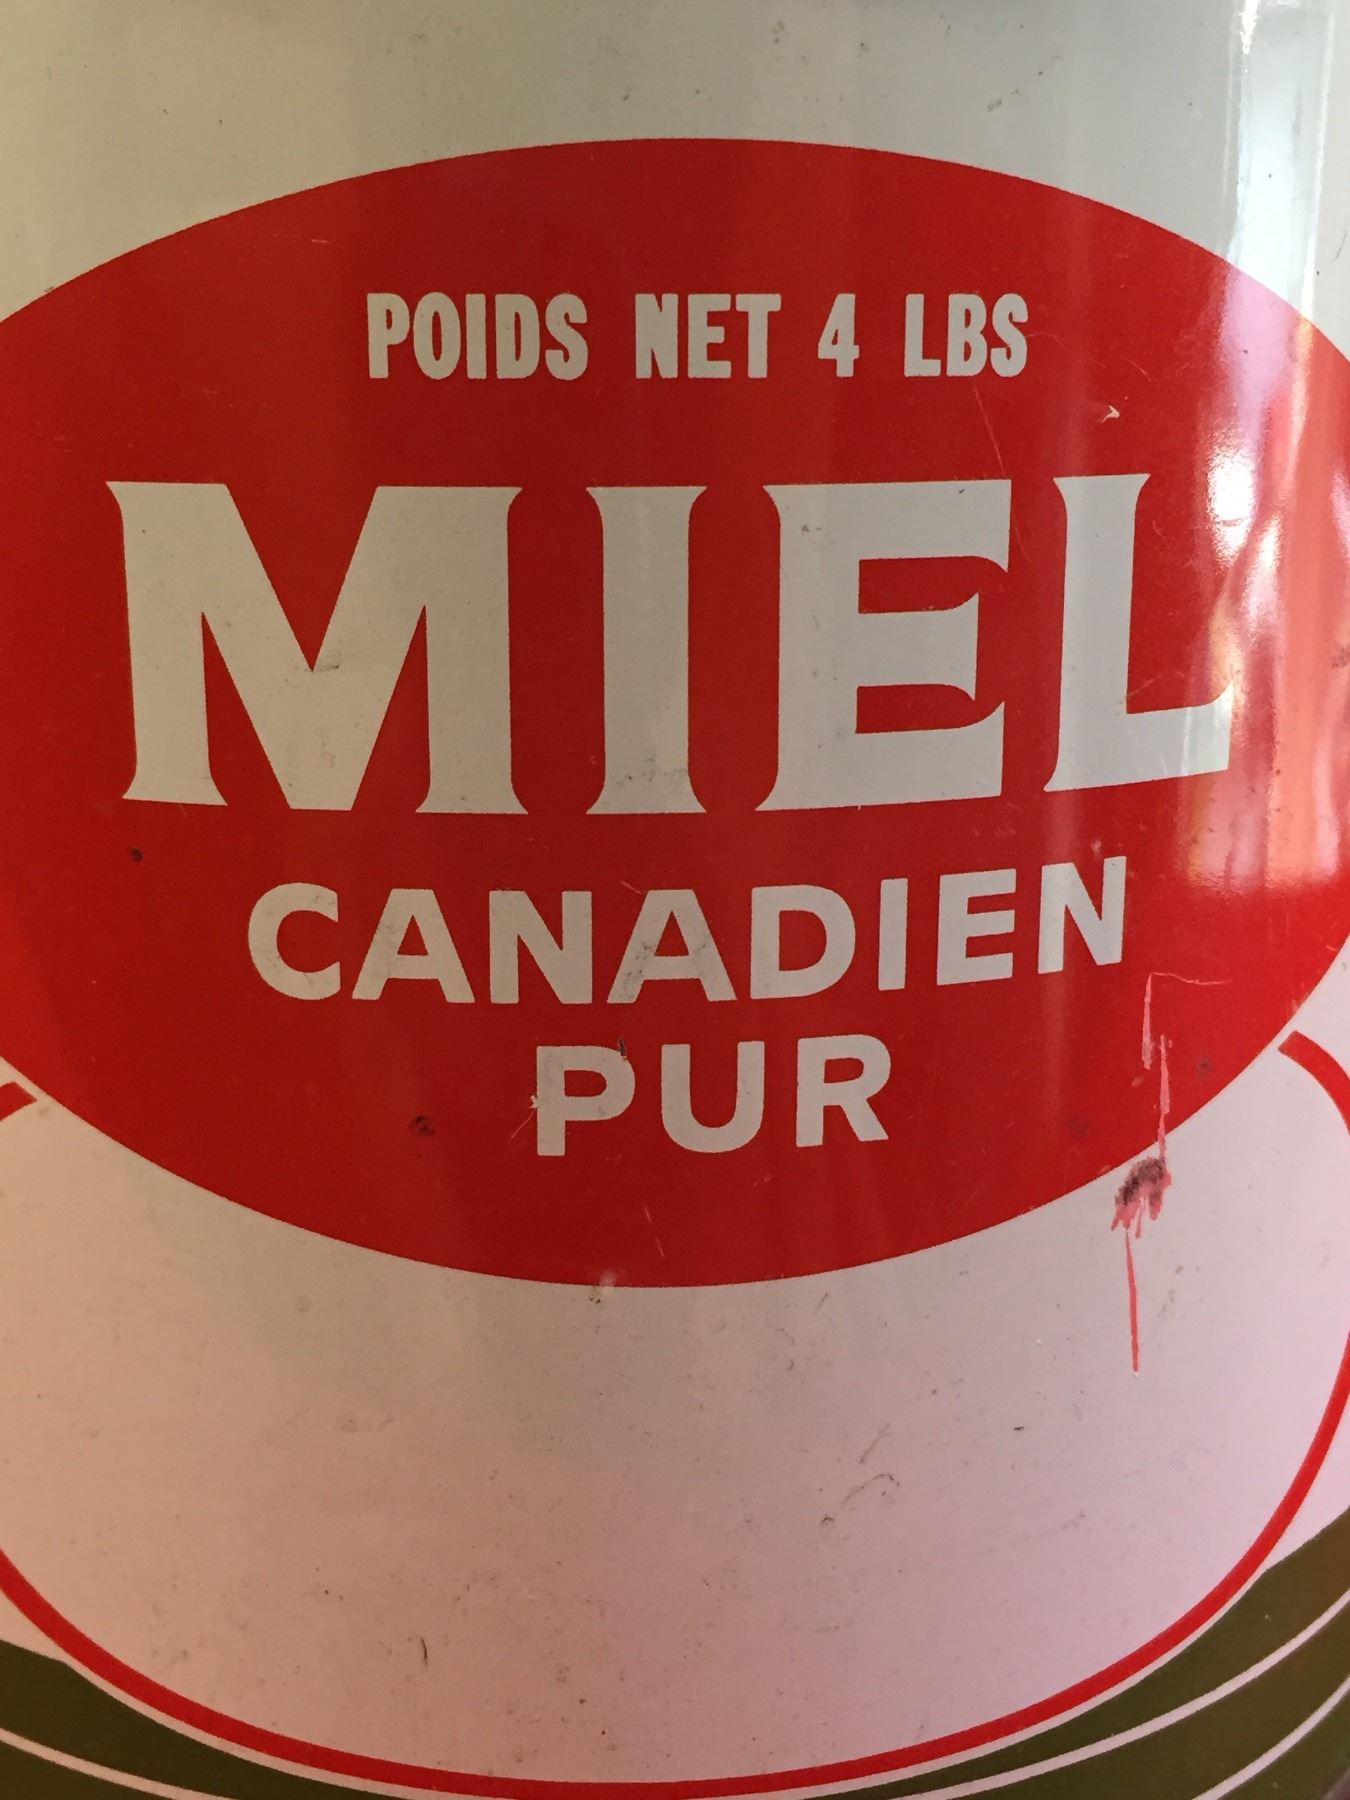 POIDS NET 4 LBS
MIEL
CANADIEN
PUR